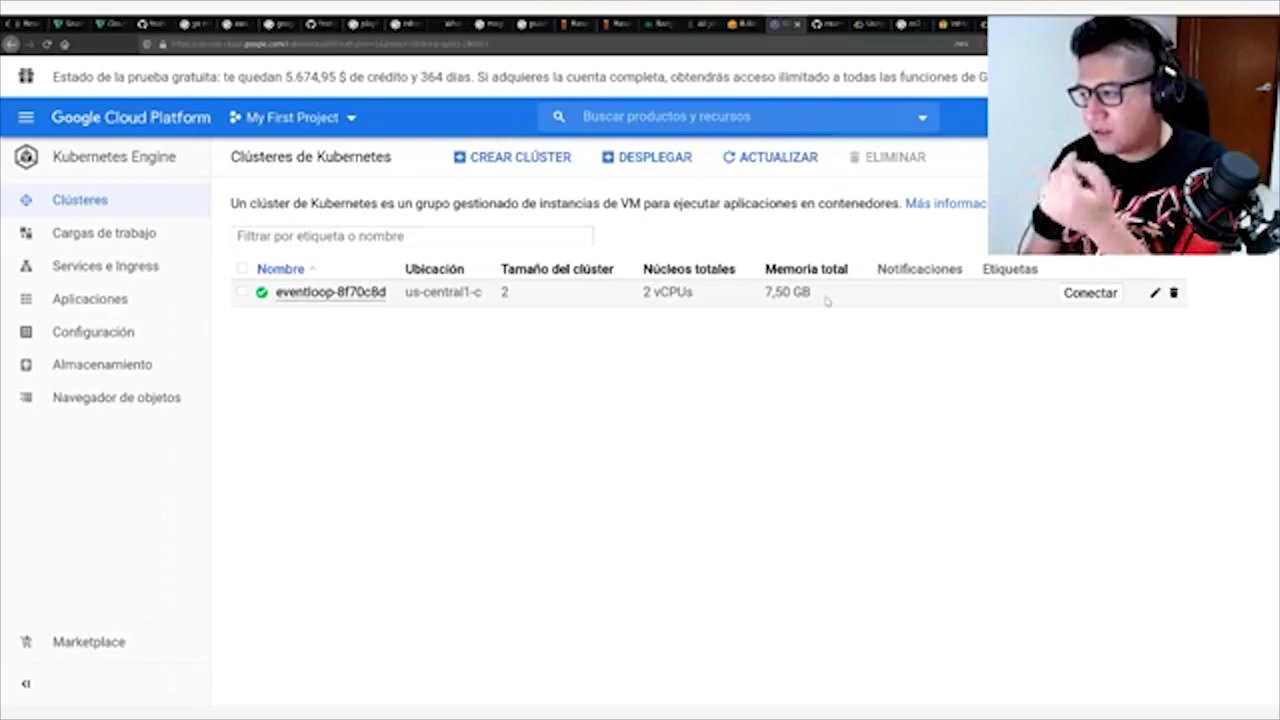 Estado de la prueba gratuita: te quedan 5.674,95 $ de crédito y 364 días. Si adquieres la cuenta completa, obtendrás acceso ilimitado a todas las funciones de G
Google Cloud Platform My First Project Buscar productos y recursos
Kubernetes Engine
Clústeres de Kubernetes CREAR CLÚSTER DESPLEGAR ACTUALIZAR ELIMINAR
Clústeres
Cargas de trabajo
Services e Ingress
Aplicaciones
Configuración
Almacenamiento
Navegador de objetos
Marketplace
Un clúster de Kubernetes es un grupo gestionado de instancias de VM para ejecutar aplicaciones en contenedores. Más informac
Filtrar por etiqueta o nombre
Nombre Ubicación Tamaño del clúster Núcleos totales Memoria total Notificaciones Etiquetas
eventloop-8f70c8d us-central1-c 2 2 vCPUs 7,50 GB Conectar